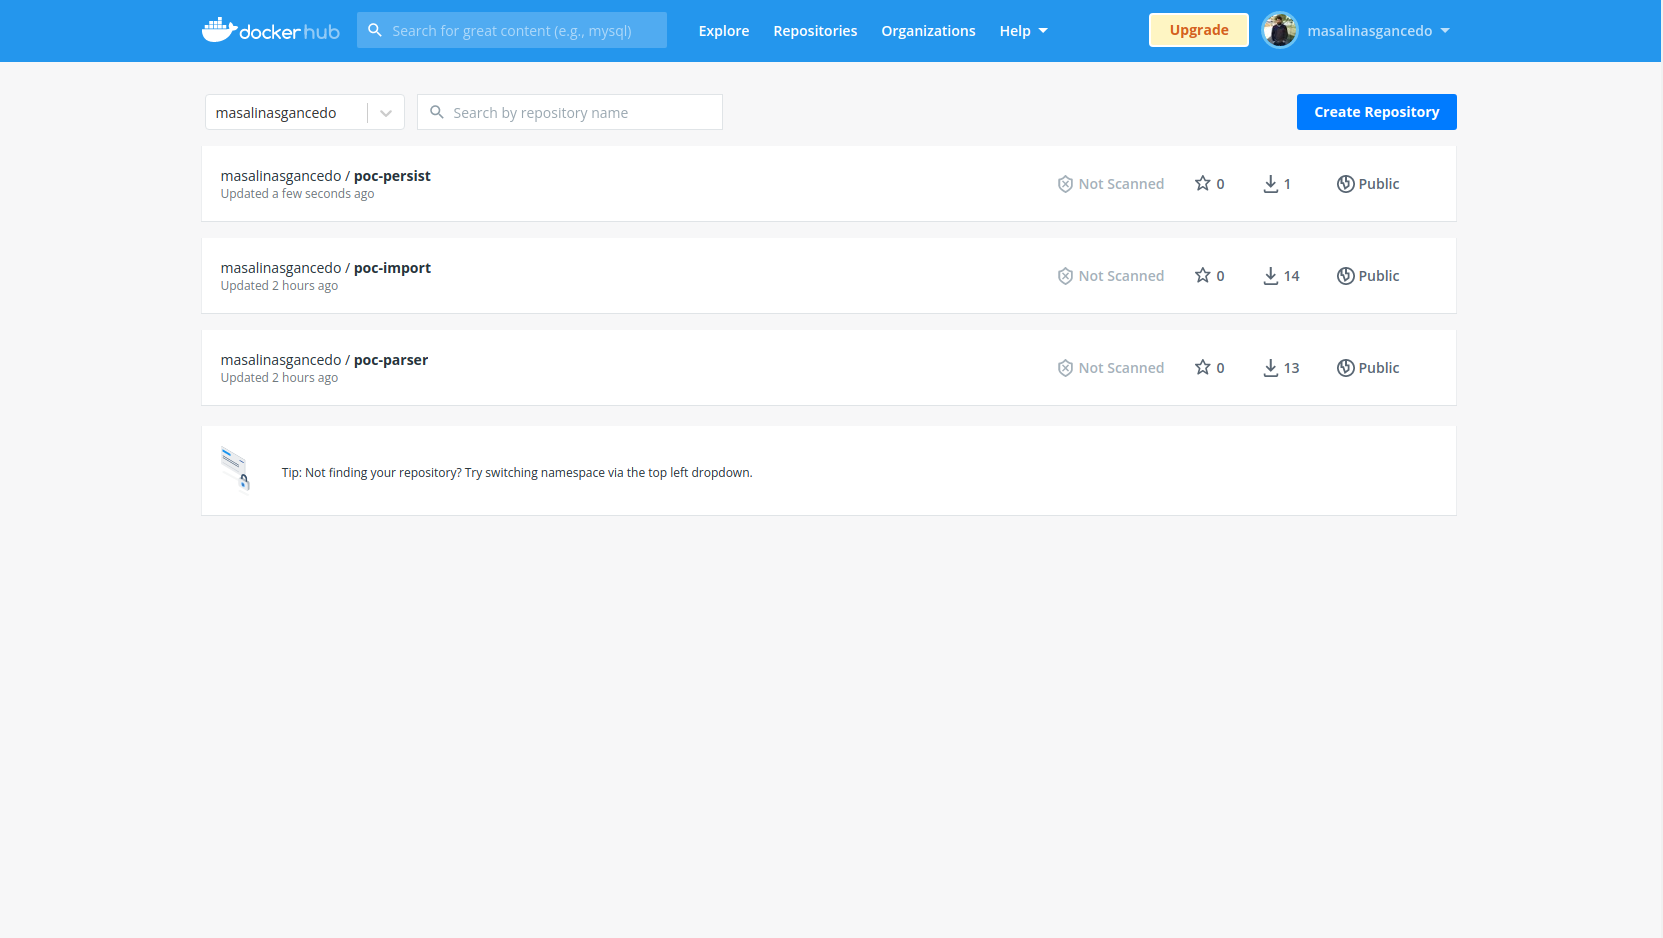 docker hub
Search for great content (e.g., mysql)
Explore
Repositories
Organizations
Help
Upgrade
masalinasgancedo
masalinasgancedo
Search by repository name
Create Repository
masalinasgancedo / poc-persist
Updated a few seconds ago
Not Scanned
0
1
Public
masalinasgancedo / poc-import
Updated 2 hours ago
Not Scanned
0
14
Public
masalinasgancedo / poc-parser
Updated 2 hours ago
Not Scanned
0
13
Public
Tip: Not finding your repository? Try switching namespace via the top left dropdown.